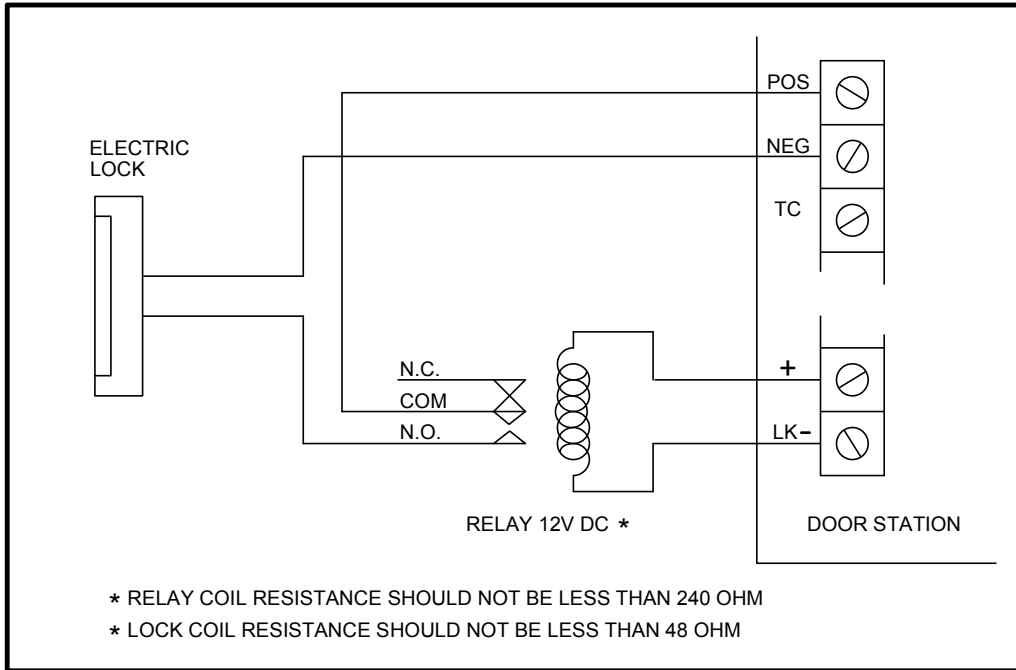 POS
ELECTRIC
LOCK
NEG
TC
N.C.
COM
N.O.
+
LK-
RELAY 12V DC *
DOOR STATION
* RELAY COIL RESISTANCE SHOULD NOT BE LESS THAN 240 OHM
* LOCK COIL RESISTANCE SHOULD NOT BE LESS THAN 48 OHM